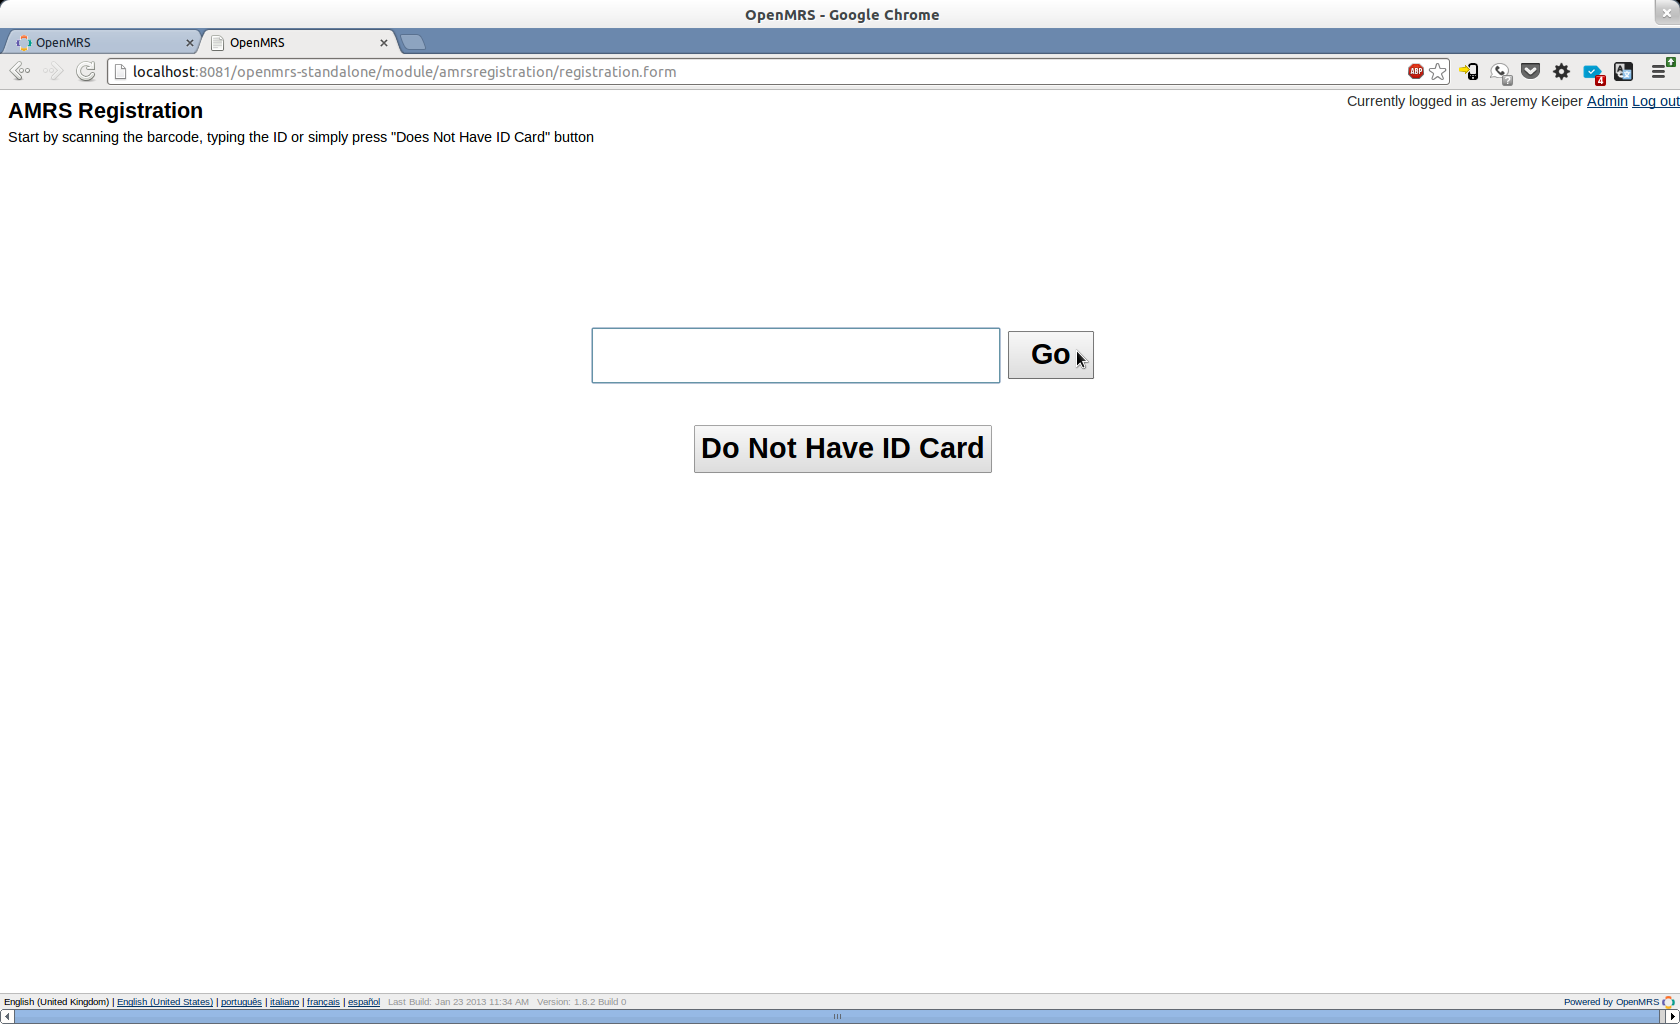 OpenMRS - Google Chrome
OpenMRS
OpenMRS
localhost:8081/openmrs-standalone/module/amrsregistration/registration.form
ABP
?
4
AMRS Registration
Currently logged in as Jeremy Keiper Admin Log out
Start by scanning the barcode, typing the ID or simply press "Does Not Have ID Card" button
Go
Do Not Have ID Card
English (United Kingdom) | English (United States) | português | italiano | français | español Last Build: Jan 23 2013 11:34 AM Version: 1.8.2 Build 0
Powered by OpenMRS